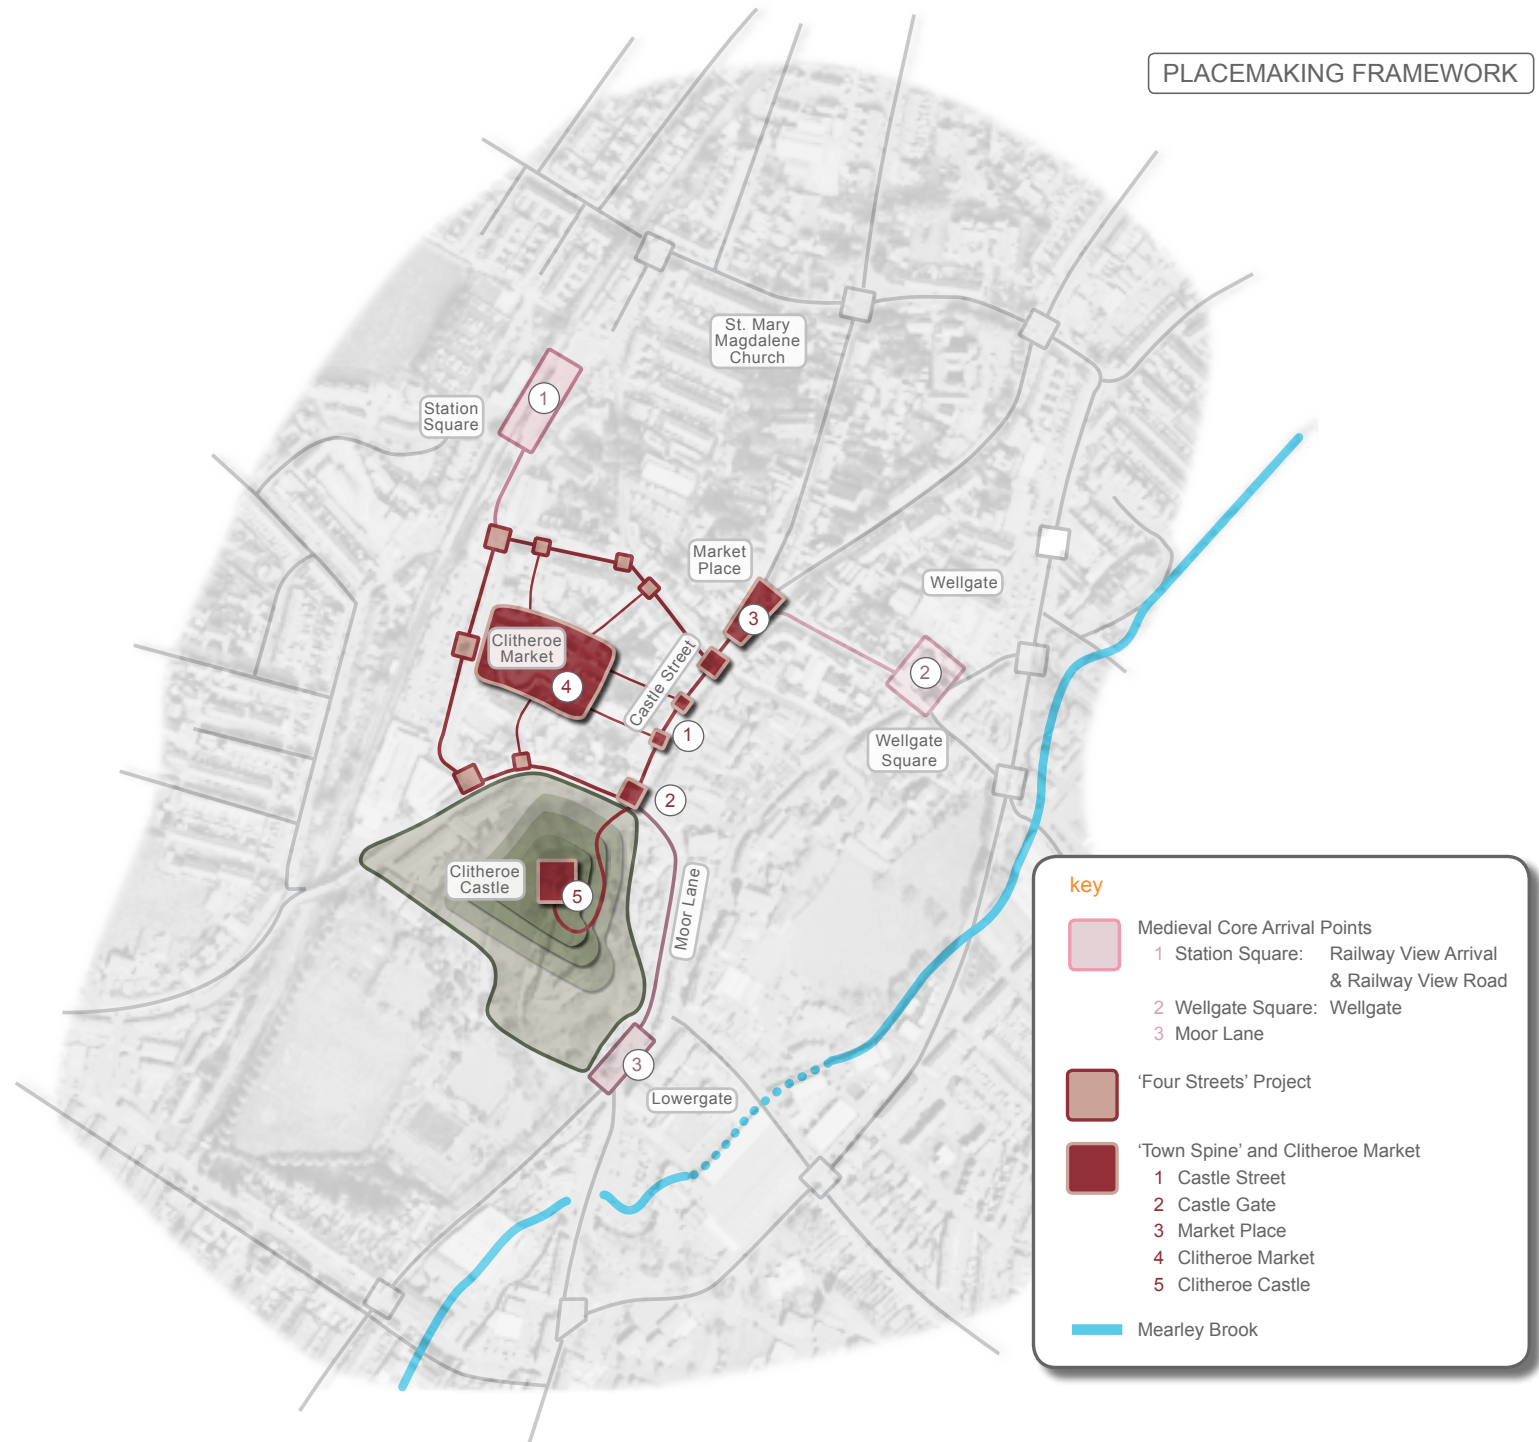 PLACEMAKING FRAMEWORK
St. Mary
Magdalene
Church
1
Station
Square
Market
Place
Wellgate
3
Clitheroe
Market
4
Castle Street
2
1
Wellgate
Square
2
Clitheroe
Castle
5
Moor Lane
3
Lowergate
key
Medieval Core Arrival Points
1 Station Square: Railway View Arrival
& Railway View Road
2 Wellgate Square: Wellgate
3 Moor Lane
‘Four Streets’ Project
‘Town Spine’ and Clitheroe Market
1 Castle Street
2 Castle Gate
3 Market Place
4 Clitheroe Market
5 Clitheroe Castle
Mearley Brook